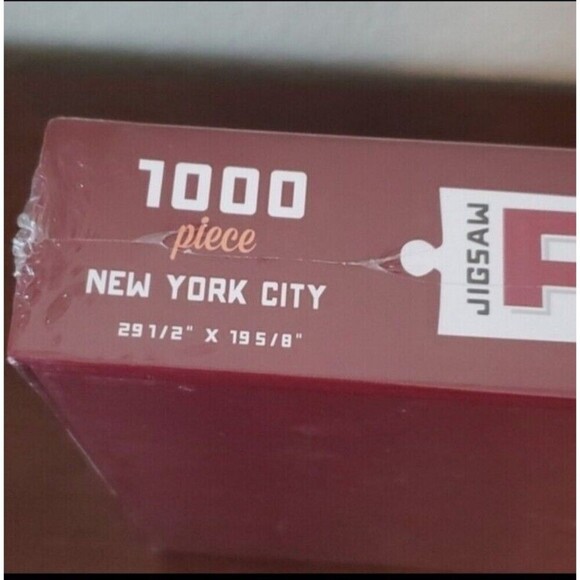 1000
piece
NEW YORK CITY
29 1/2" X 19 5/8"
JIGSAW